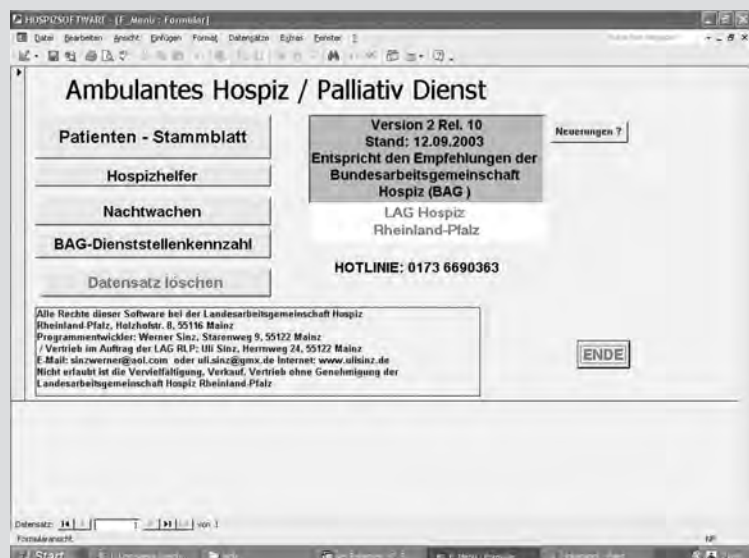 HOSPIZSOFTWARE - [F_Menü : Formular]
Datei Bearbeiten Ansicht Einfügen Format Datensätze Extras Fenster ?
Ambulantes Hospiz / Palliativ Dienst
Patienten - Stammblatt
Hospizhelfer
Nachtwachen
BAG-Dienststellenkennzahl
Datensatz löschen
Version 2 Rel. 10
Stand: 12.09.2003
Entspricht den Empfehlungen der
Bundesarbeitsgemeinschaft
Hospiz (BAG )
LAG Hospiz
Rheinland-Pfalz
HOTLINIE: 0173 6690363
Neuerungen ?
Alle Rechte dieser Software bei der Landesarbeitsgemeinschaft Hospiz
Rheinland-Pfalz, Holzhofstr. 8, 55116 Mainz
Programmentwickler: Werner Sinz, Starenweg 9, 55122 Mainz
/ Vertrieb im Auftrag der LAG RLP: Uli Sinz, Herrnweg 24, 55122 Mainz
E-Mail: sinzwerner@aol.com oder uli.sinz@gmx.de Internet: www.ulisinz.de
Nicht erlaubt ist die Vervielfältigung, Verkauf, Vertrieb ohne Genehmigung der
Landesarbeitsgemeinschaft Hospiz Rheinland-Pfalz
ENDE
Datensatz: 1 von 1
Formularansicht
NF
Start